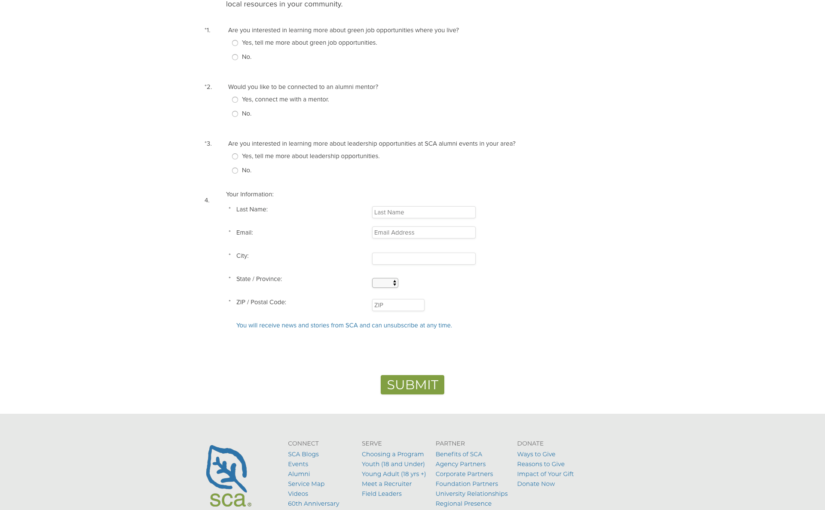 local resources in your community.
*1. Are you interested in learning more about green job opportunities where you live?
Yes, tell me more about green job opportunities.
No.
*2. Would you like to be connected to an alumni mentor?
Yes, connect me with a mentor.
No.
*3. Are you interested in learning more about leadership opportunities at SCA alumni events in your area?
Yes, tell me more about leadership opportunities.
No.
4. Your Information:
* Last Name: Last Name
* Email: Email Address
* City:
* State / Province:
* ZIP / Postal Code: ZIP
You will receive news and stories from SCA and can unsubscribe at any time.
SUBMIT
sca®
CONNECT
SCA Blogs
Events
Alumni
Service Map
Videos
60th Anniversary
SERVE
Choosing a Program
Youth (18 and Under)
Young Adult (18 yrs +)
Meet a Recruiter
Field Leaders
PARTNER
Benefits of SCA
Agency Partners
Corporate Partners
Foundation Partners
University Relationships
Regional Presence
DONATE
Ways to Give
Reasons to Give
Impact of Your Gift
Donate Now